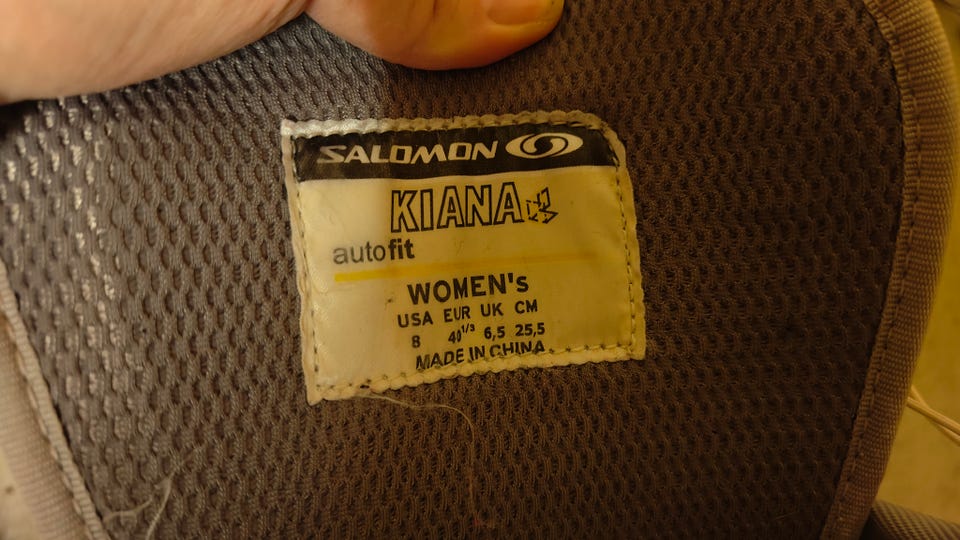 SALOMON
KIANA
autofit
WOMEN's
USA EUR UK CM
8 40 1/3 6,5 25,5
MADE IN CHINA